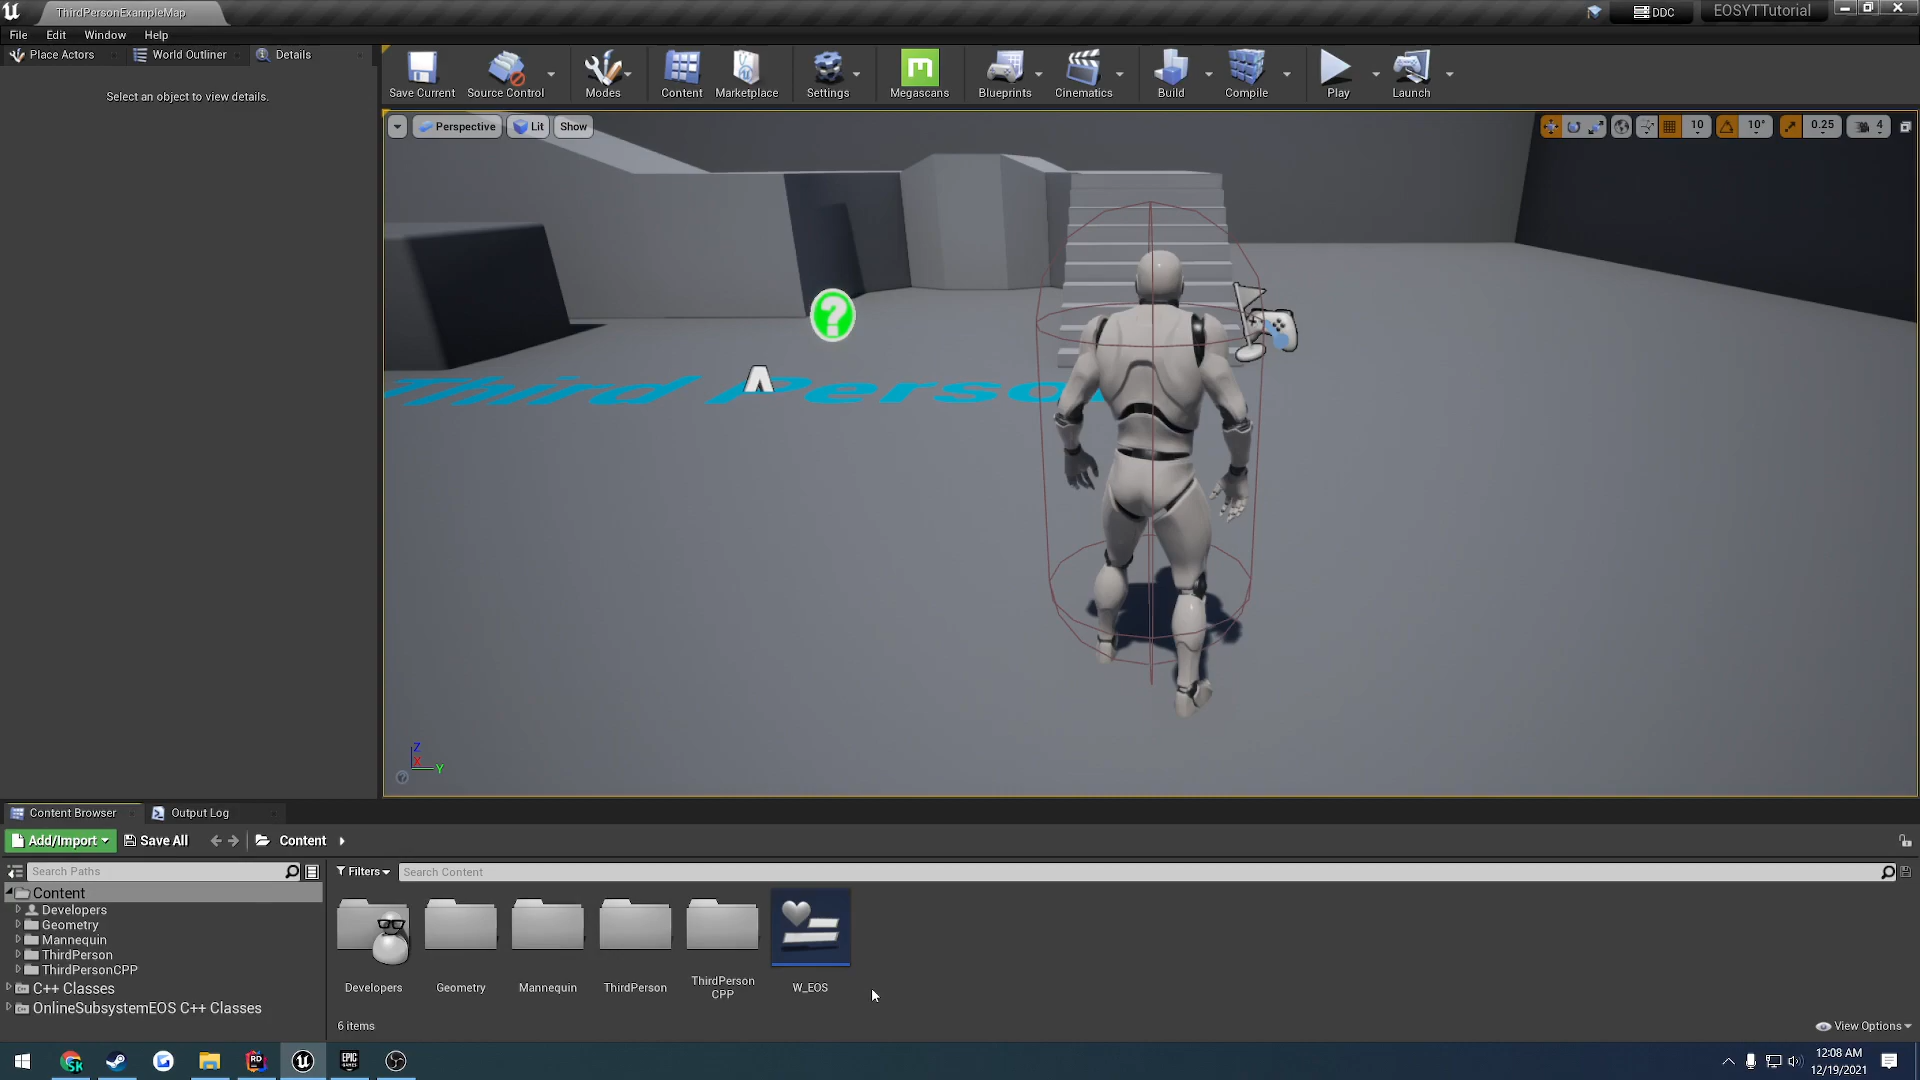 ThirdPersonExampleMap
DDC
EOSYTTutorial
File Edit Window Help
Place Actors World Outliner Details
Select an object to view details.
Save Current Source Control Modes Content Marketplace Settings Megascans Blueprints Cinematics Build Compile Play Launch
Perspective Lit Show
10 10° 0.25 4
?
Third Person
Z
X
Y
Content Browser Output Log
Add/Import Save All Content
Search Paths Filters Search Content
Content
Developers
Geometry
Mannequin
ThirdPerson
ThirdPersonCPP
C++ Classes
OnlineSubsystemEOS C++ Classes
Developers Geometry Mannequin ThirdPerson ThirdPerson
CPP W_EOS
6 items View Options
12:08 AM
12/19/2021